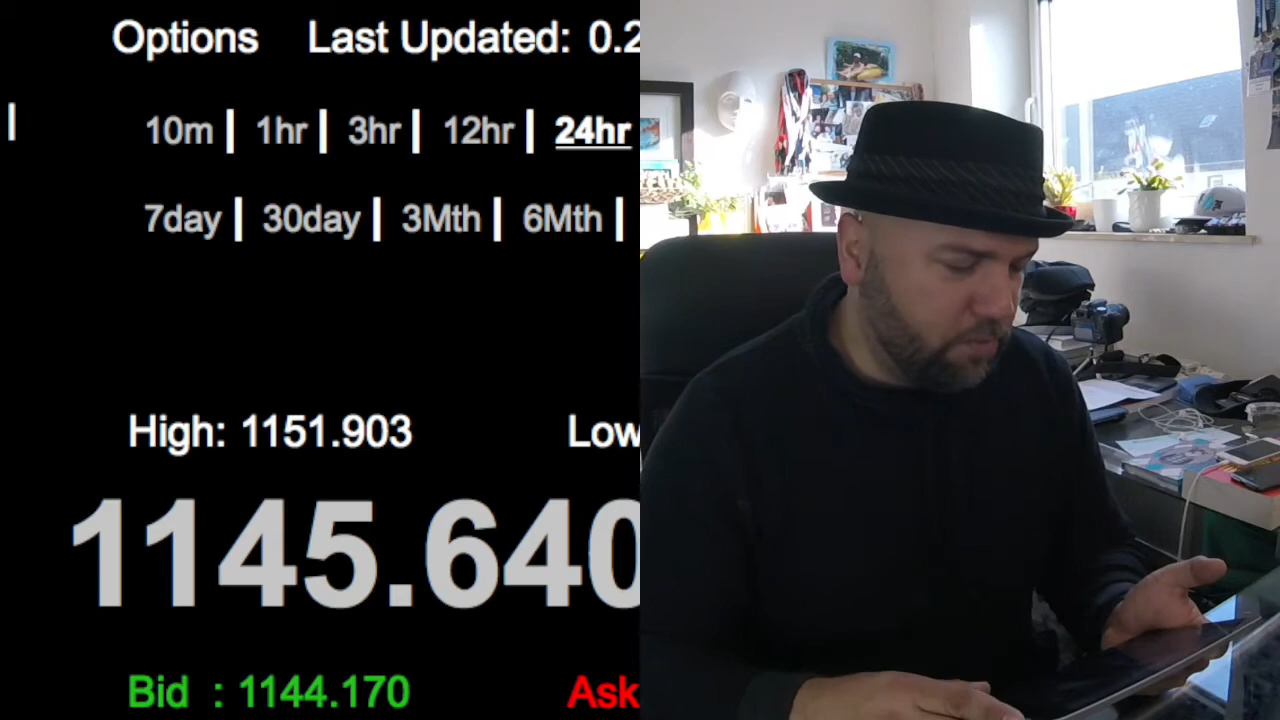 Options Last Updated: 0.2
10m | 1hr | 3hr | 12hr | 24hr
7day | 30day | 3Mth | 6Mth |
High: 1151.903 Low
1145.640
Bid : 1144.170 Ask